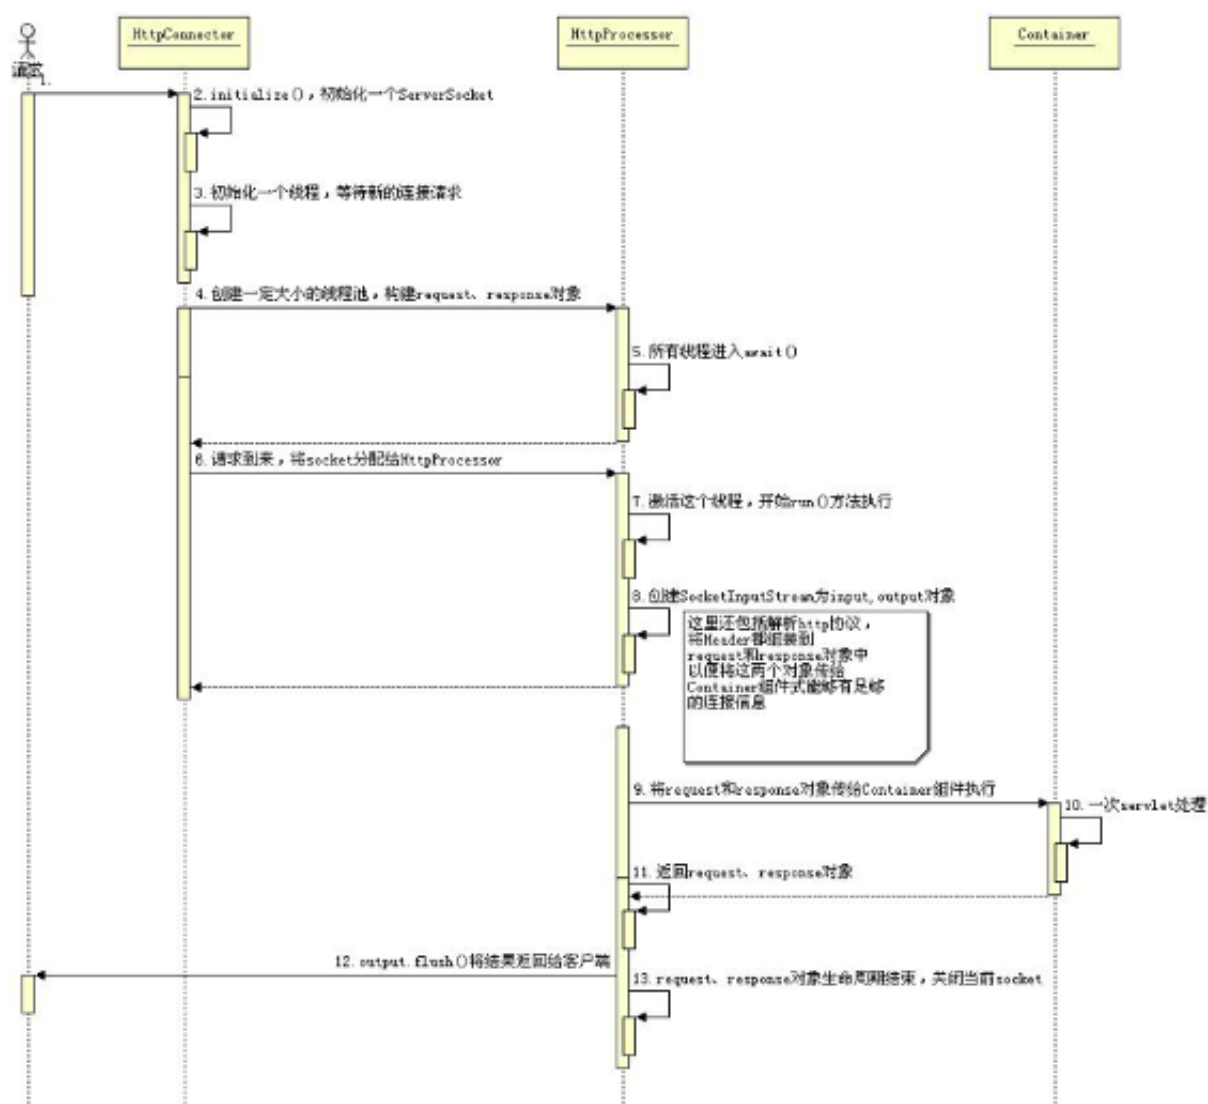 HttpConnector
HttpProcessor
Container
1.
2.initialize()，初始化一个ServerSocket
3.初始化一个线程，等待新的连接请求
4.创建一定大小的线程池，构建request、response对象
5.所有线程进入await()
6.请求到来，将socket分配给HttpProcessor
7.激活这个线程，开始run()方法执行
8.创建SocketInputStream为input,output对象
这里还包括解析http协议，
将Header都组装到
request和response对象中
以便将这两个对象传给
Container组件式能够有足够
的连接信息
9.将request和response对象传给Container组件执行
10.一次servlet处理
11.返回request、response对象
12.output.flush()将结果返回给客户端
13.request、response对象生命周期结束，关闭当前socket